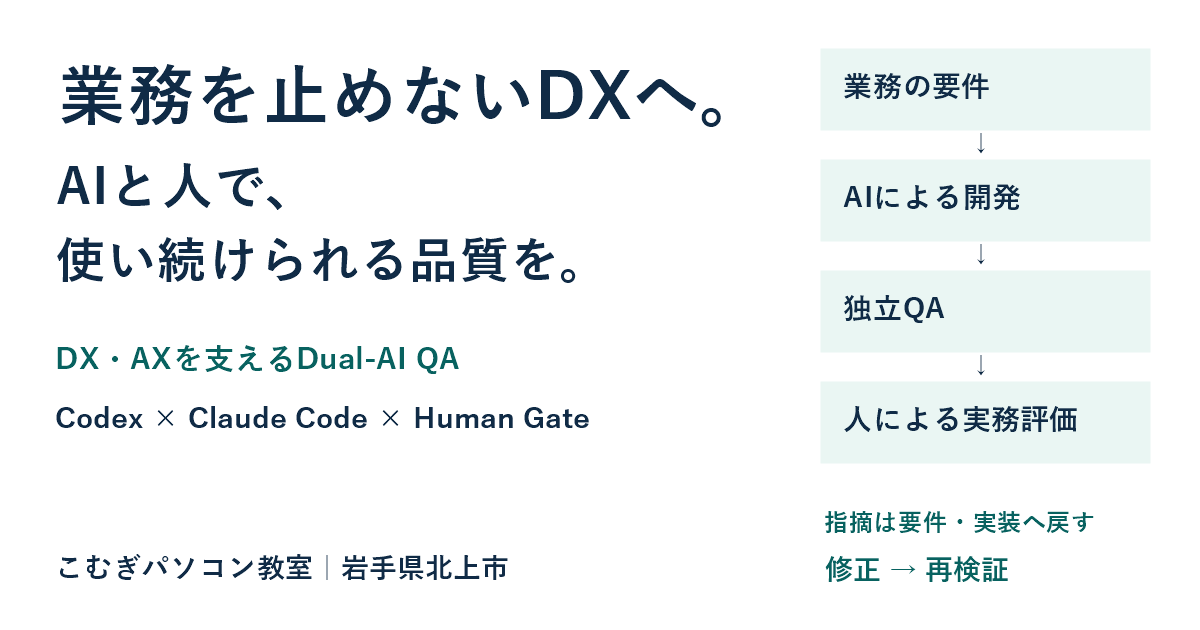 業務を止めないDXへ。
AIと人で、
使い続けられる品質を。
DX・AXを支えるDual-AI QA
Codex × Claude Code × Human Gate
こむぎパソコン教室｜岩手県北上市
業務の要件
↓
AIによる開発
↓
独立QA
↓
人による実務評価
指摘は要件・実装へ戻す
修正 → 再検証